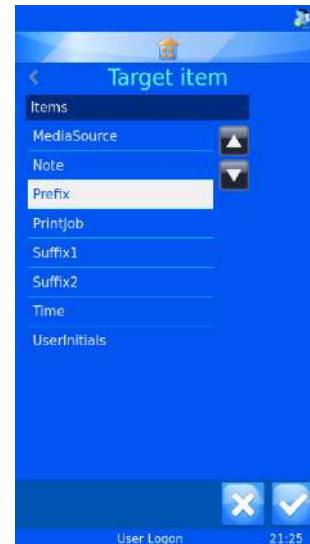 Target item
Items
MediaSource
Note
Prefix
PrintJob
Suffix1
Suffix2
Time
UserInitials
User Logon 21:25